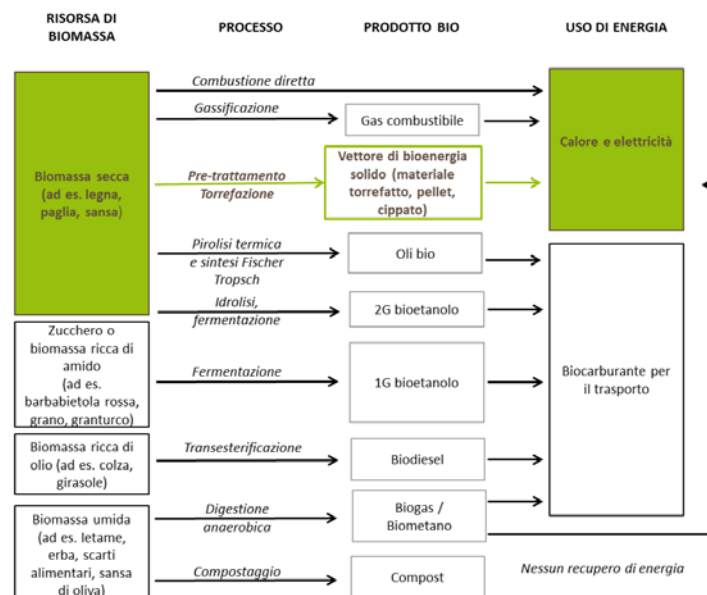 RISORSA DI
BIOMASSA
PROCESSO
PRODOTTO BIO
USO DI ENERGIA
Combustione diretta
Gassificazione
Gas combustibile
Calore e elettricità
Biomassa secca
(ad es. legna,
paglia, sansa)
Pre-trattamento
Torrefazione
Vettore di bioenergia
solido (materiale
torrefatto, pellet,
cippato)
Pirolisi termica
e sintesi Fischer
Tropsch
Oli bio
Idrolisi,
fermentazione
2G bioetanolo
Zucchero o
biomassa ricca di
amido
(ad es.
barbabietola rossa,
grano, granturco)
Fermentazione
1G bioetanolo
Biocarburante per
il trasporto
Biomassa ricca di
olio (ad es. colza,
girasole)
Transesterificazione
Biodiesel
Biomassa umida
(ad es. letame,
erba, scarti
alimentari, sansa
di oliva)
Digestione
anaerobica
Biogas /
Biometano
Compostaggio
Compost
Nessun recupero di energia